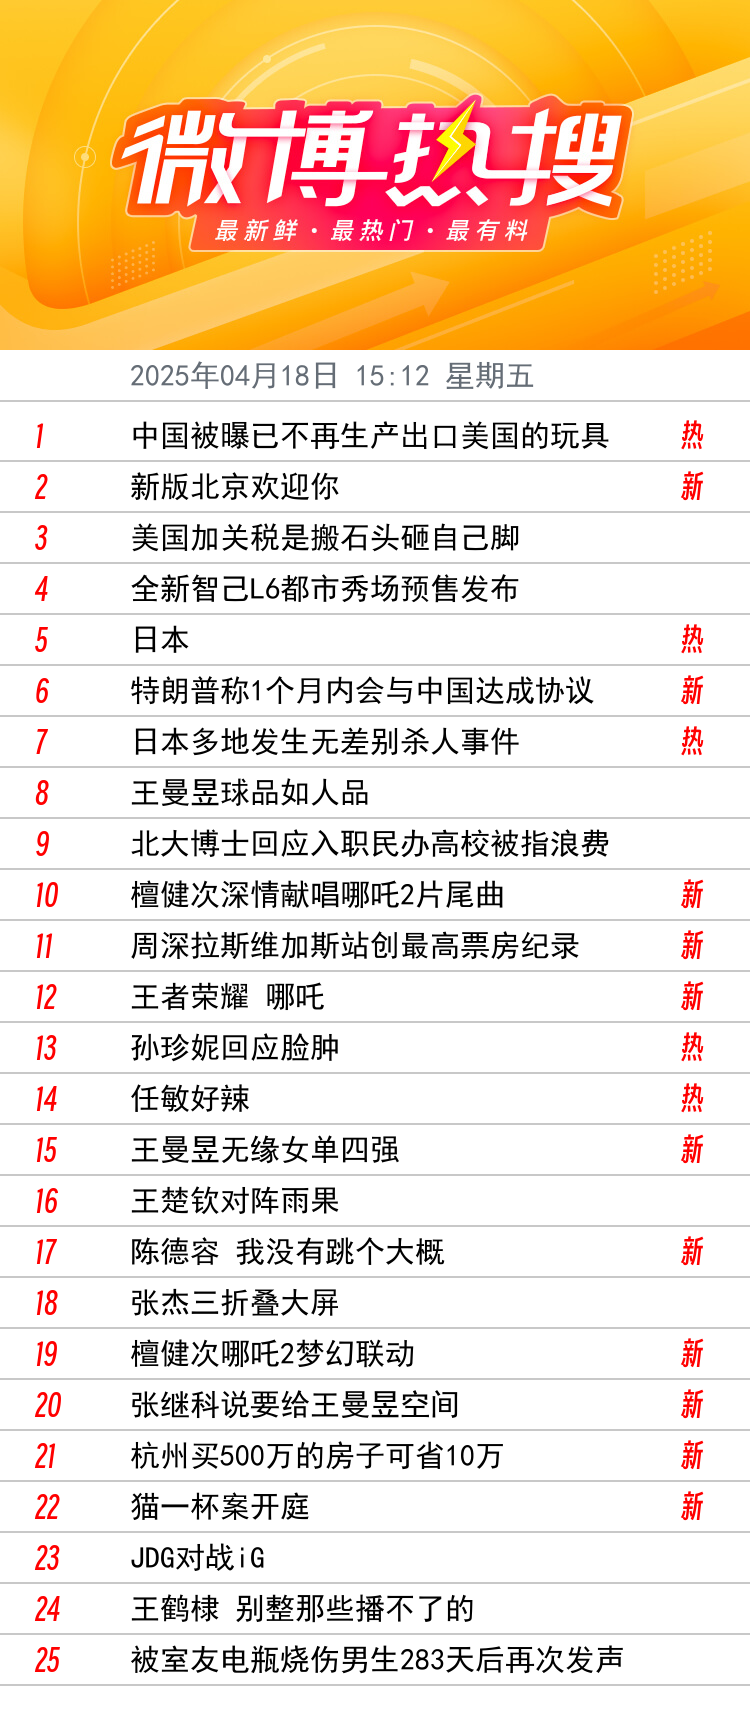 微博热搜
最新鲜·最热门·最有料
2025年04月18日 15:12 星期五
1 中国被曝已不再生产出口美国的玩具 热
2 新版北京欢迎你 新
3 美国加关税是搬石头砸自己脚
4 全新智己L6都市秀场预售发布
5 日本 热
6 特朗普称1个月内会与中国达成协议 新
7 日本多地发生无差别杀人事件 热
8 王曼昱球品如人品
9 北大博士回应入职民办高校被指浪费
10 檀健次深情献唱哪吒2片尾曲 新
11 周深拉斯维加斯站创最高票房纪录 新
12 王者荣耀 哪吒 新
13 孙珍妮回应脸肿 热
14 任敏好辣 热
15 王曼昱无缘女单四强 新
16 王楚钦对阵雨果
17 陈德容 我没有跳个大概 新
18 张杰三折叠大屏
19 檀健次哪吒2梦幻联动 新
20 张继科说要给王曼昱空间 新
21 杭州买500万的房子可省10万 新
22 猫一杯案开庭 新
23 JDG对战iG
24 王鹤棣 别整那些播不了的
25 被室友电瓶烧伤男生283天后再次发声